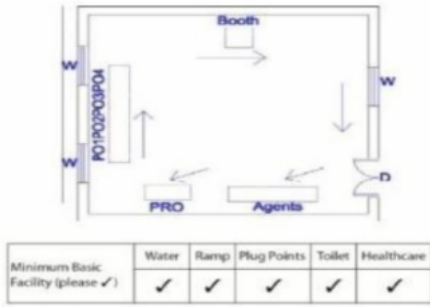 Booth
W
W
PO1PO2PO3PO4
W
D
PRO
Agents
Minimum Basic Facility (please ✓)
Water Ramp Plug Points Toilet Healthcare
✓ ✓ ✓ ✓ ✓